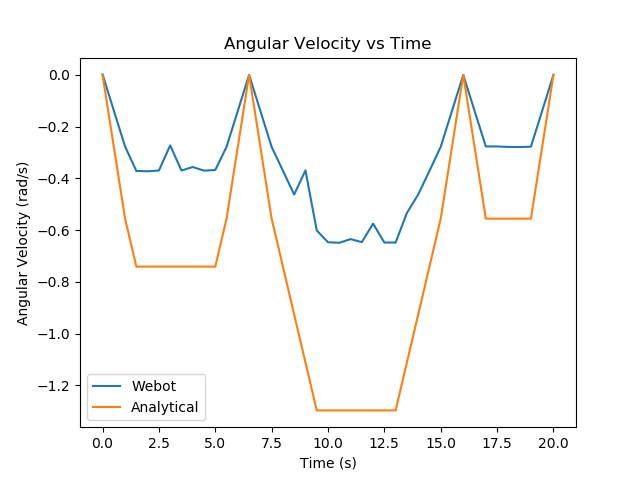 Angular Velocity vs Time
Angular Velocity (rad/s)
0.0
−0.2
−0.4
−0.6
−0.8
−1.0
−1.2
Webot
Analytical
0.0 2.5 5.0 7.5 10.0 12.5 15.0 17.5 20.0
Time (s)